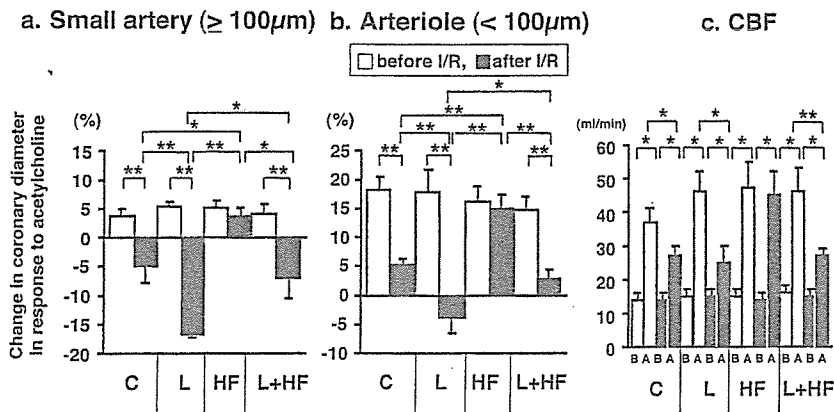 a. Small artery (≥ 100μm) b. Arteriole (< 100μm) c. CBF
before I/R, after I/R
Change in coronary diameter
In response to acetylcholine
(%)
15
10
5
0
-5
-10
-15
-20
* * ** ** * ** ** **
C L HF L+HF
(%)
25
20
15
10
5
0
-5
-10
* ** ** ** ** ** ** **
C L HF L+HF
(ml/min)
60
50
40
30
20
10
0
* * ** * * * * * * * *
B A B A B A B A B A B A B A B A
C L HF L+HF